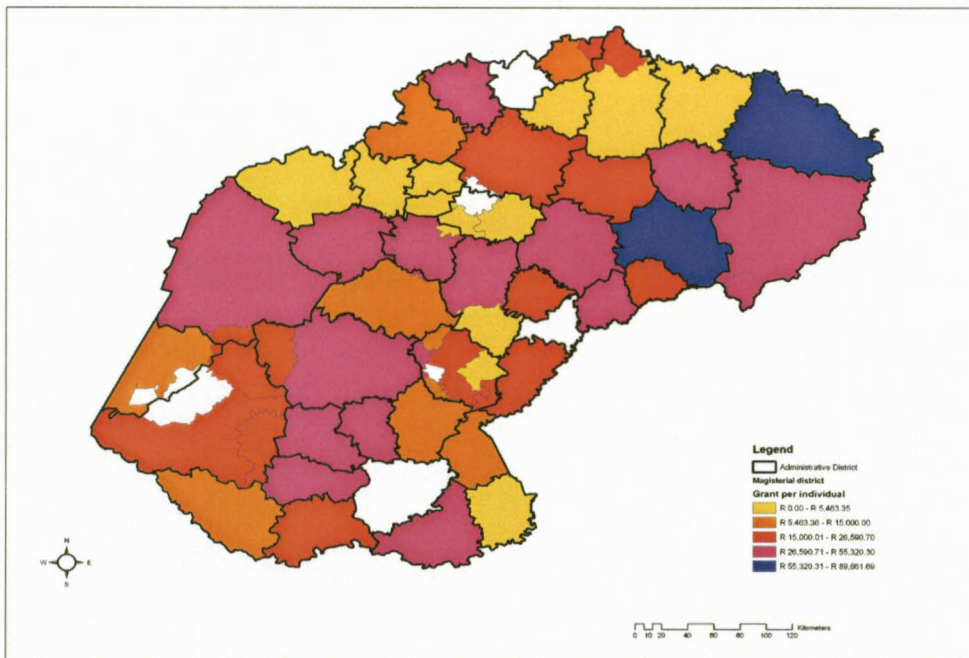 Legend
Administrative District
Magisterial district
Grant per individual
R 0.00 - R 5,463.35
R 5,463.36 - R 15,000.00
R 15,000.01 - R 26,590.70
R 26,590.71 - R 55,320.30
R 55,320.31 - R 89,661.69
N
W E
S
Kilometers
0 10 20 40 60 80 100 120